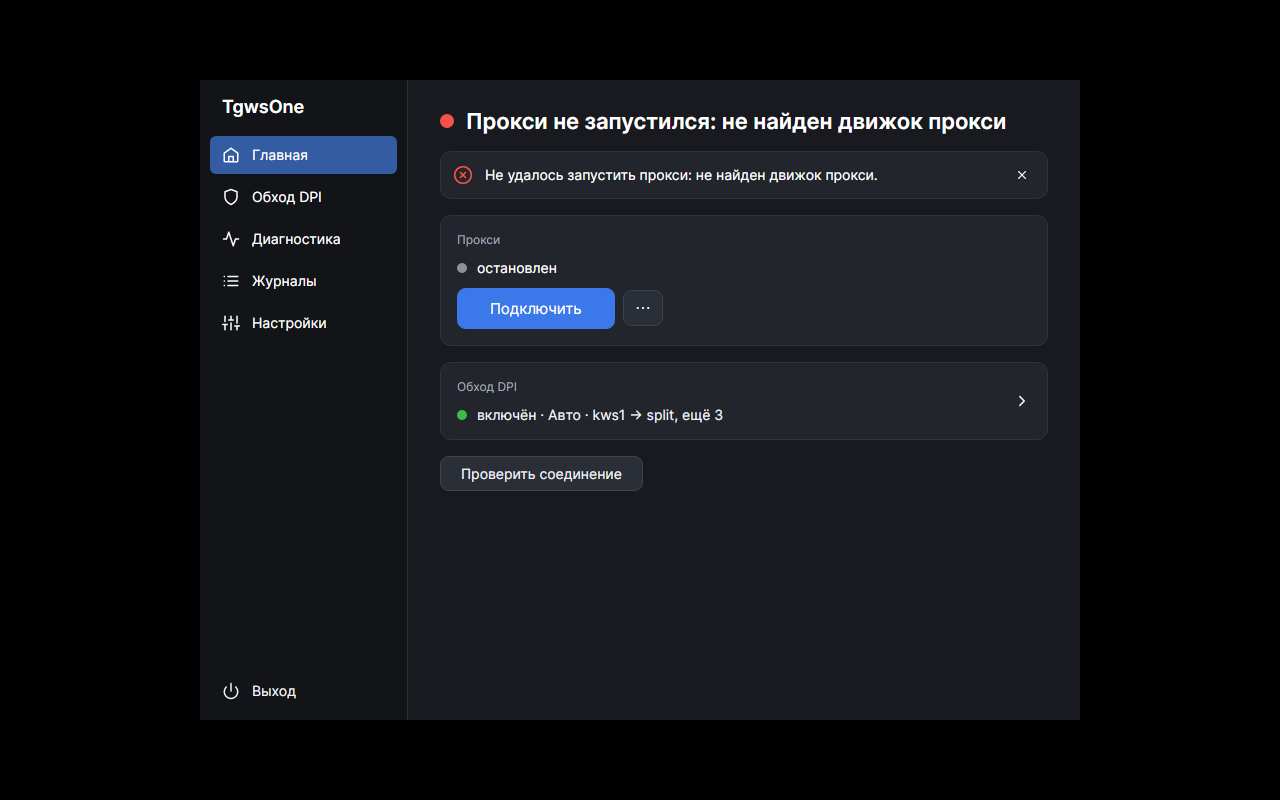 TgwsOne
Главная
Обход DPI
Диагностика
Журналы
Настройки
Выход
Прокси не запустился: не найден движок прокси
Не удалось запустить прокси: не найден движок прокси.
Прокси
остановлен
Подключить
Обход DPI
включён · Авто · kws1 → split, ещё 3
Проверить соединение